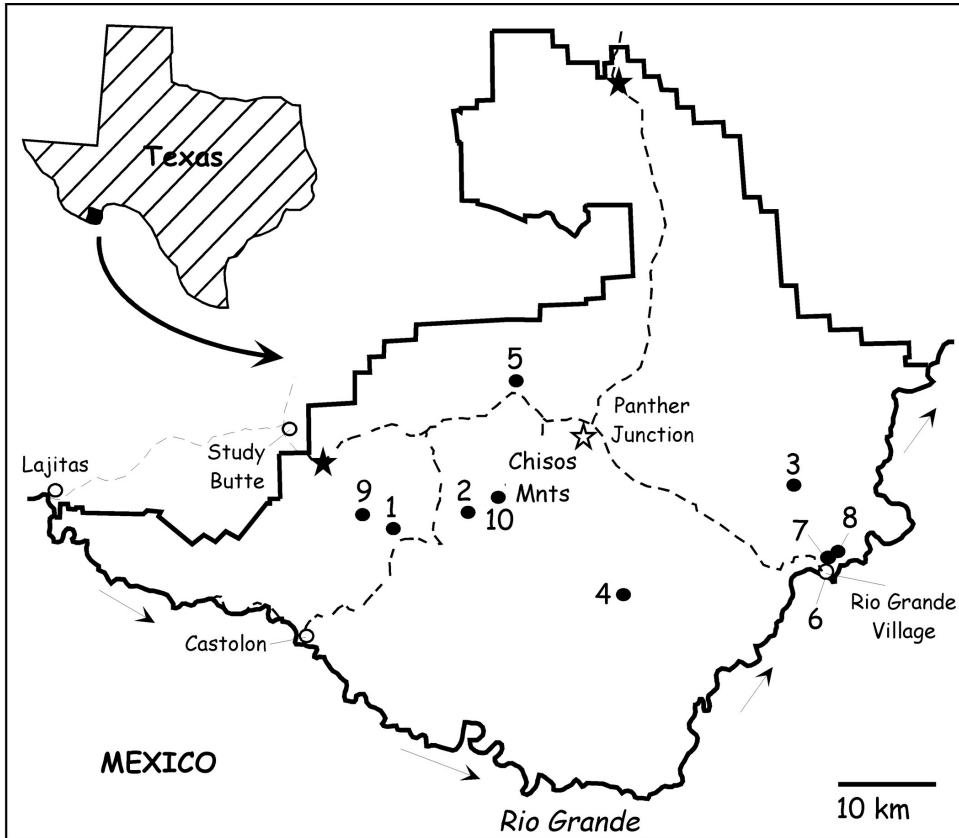 Texas
5
Panther
Junction
Study
Butte
Lajitas
Chisos
Mnts
3
9
1
2
10
7
8
4
6
Rio Grande
Village
Castolon
MEXICO
10 km
Rio Grande